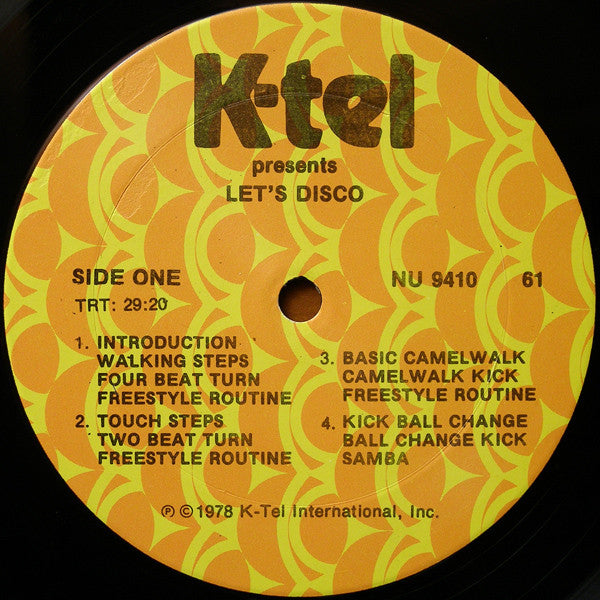 K-tel
presents
LET'S DISCO
SIDE ONE
NU 9410 61
TRT: 29:20
1. INTRODUCTION
WALKING STEPS
FOUR BEAT TURN
FREESTYLE ROUTINE
2. TOUCH STEPS
TWO BEAT TURN
FREESTYLE ROUTINE
3. BASIC CAMELWALK
CAMELWALK KICK
FREESTYLE ROUTINE
4. KICK BALL CHANGE
BALL CHANGE KICK
SAMBA
℗ © 1978 K-Tel International, Inc.